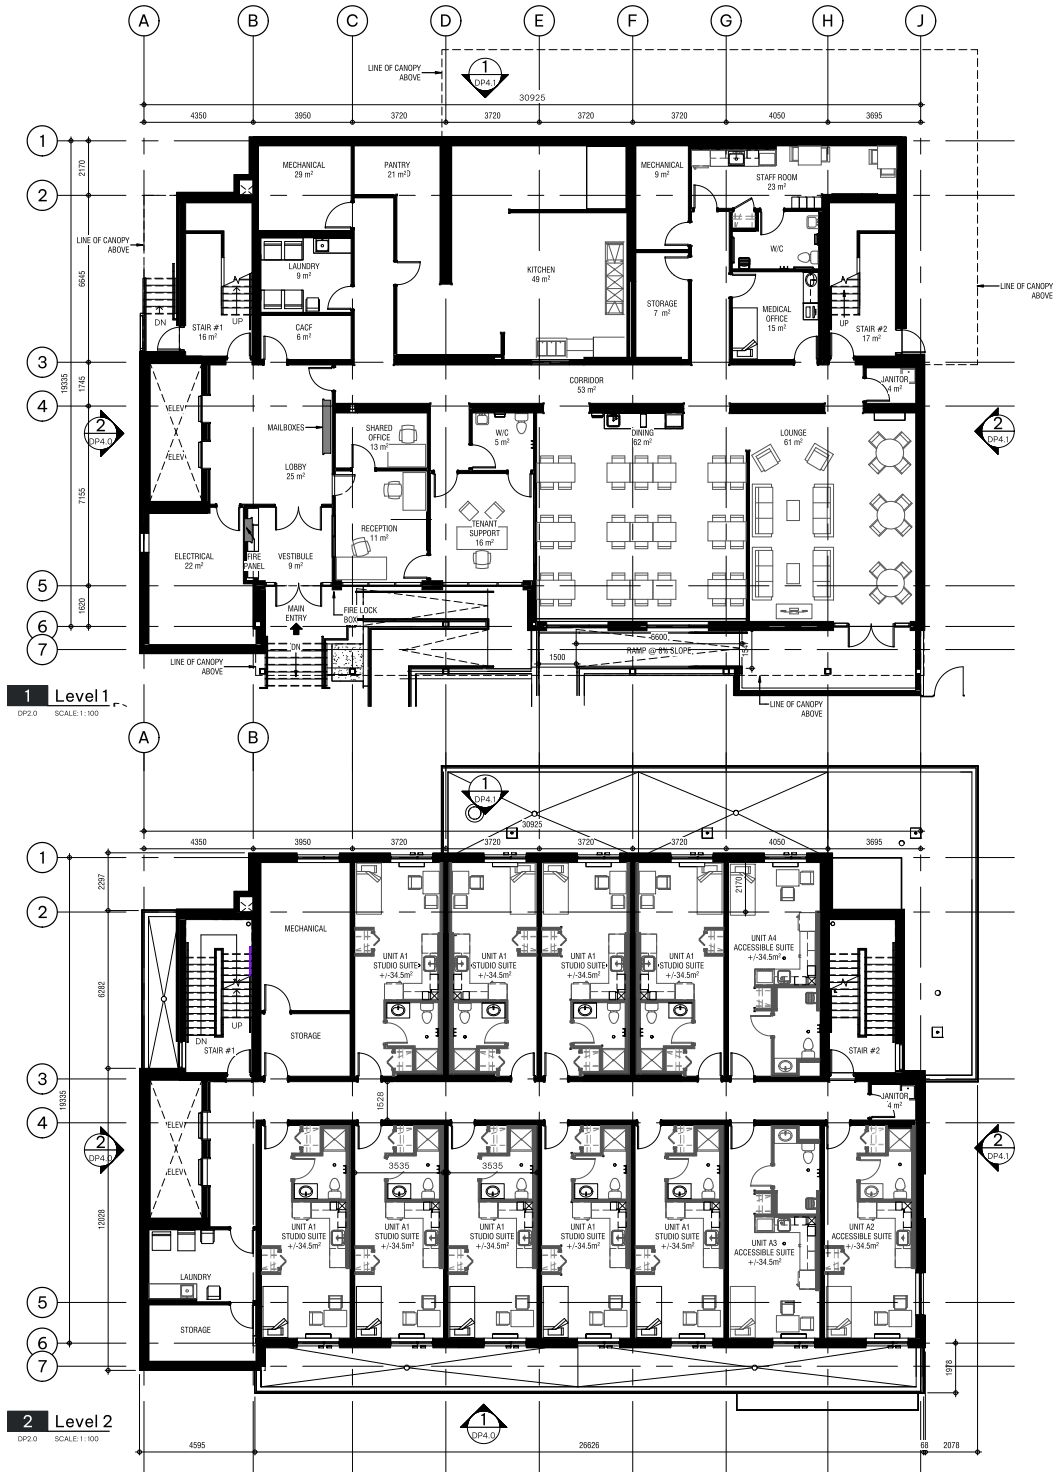 A B C D E F G H J
LINE OF CANOPY
ABOVE
1
DP4.1
30925
4350 3950 3720 3720 3720 3720 4050 3695
1
2
3
4
5
6
7
2170
6645
1745
7155
1620
19335
MECHANICAL
29 m²
PANTRY
MECHANICAL
9 m²
STAFF ROOM
23 m²
LINE OF CANOPY
ABOVE
LAUNDRY
9 m²
KITCHEN
49 m²
W/C
LINE OF CANOPY
ABOVE
STORAGE
7 m²
MEDICAL
OFFICE
15 m²
DN
UP
STAIR #1
16 m²
CACF
6 m²
UP
STAIR #2
17 m²
CORRIDOR
53 m²
JANITOR
4 m²
ELEV
ELEV
2
DP4.0
MAILBOXES
SHARED
OFFICE
13 m²
W/C
5 m²
DINING
62 m²
LOUNGE
61 m²
2
DP4.1
LOBBY
25 m²
RECEPTION
11 m²
TENANT
SUPPORT
16 m²
ELECTRICAL
22 m²
FIRE
PANEL
VESTIBULE
9 m²
MAIN
ENTRY
FIRE LOCK
BOX
DN
6600
RAMP @ 8% SLOPE
1500
LINE OF CANOPY
ABOVE
LINE OF CANOPY
ABOVE
1 Level 1
DP2.0 SCALE: 1 : 100
A B
1
DP4.1
30925
4350 3950 3720 3720 3720 3720 4050 3695
1
2
3
4
5
6
7
2297
6282
12028
19335
2170
MECHANICAL
UNIT A1
STUDIO SUITE
+/-34.5m²
UNIT A1
STUDIO SUITE
+/-34.5m²
UNIT A1
STUDIO SUITE
+/-34.5m²
UNIT A1
STUDIO SUITE
+/-34.5m²
UNIT A4
ACCESSIBLE SUITE
+/-34.5m²
DN
UP
STAIR #1
STORAGE
STAIR #2
1528
JANITOR
4 m²
ELEV
ELEV
2
DP4.0
2
DP4.1
3535
3535
UNIT A1
STUDIO SUITE
+/-34.5m²
UNIT A1
STUDIO SUITE
+/-34.5m²
UNIT A1
STUDIO SUITE
+/-34.5m²
UNIT A1
STUDIO SUITE
+/-34.5m²
UNIT A1
STUDIO SUITE
+/-34.5m²
UNIT A3
ACCESSIBLE SUITE
+/-34.5m²
UNIT A2
ACCESSIBLE SUITE
+/-34.5m²
LAUNDRY
STORAGE
1978
2 Level 2
DP2.0 SCALE: 1 : 100
1
DP4.0
4595 26626 68 2078